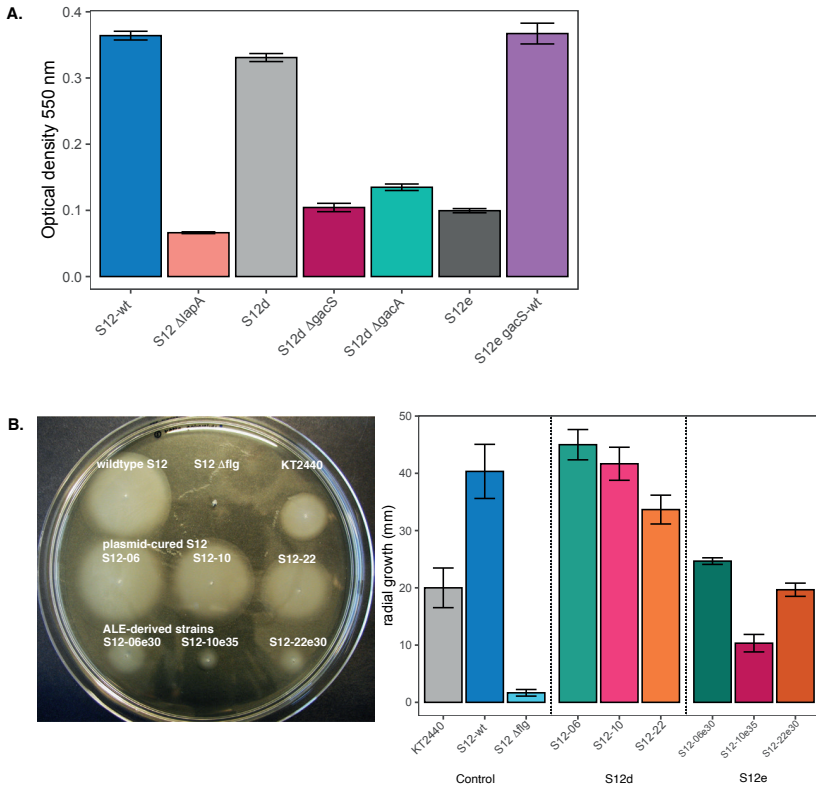 A.
Optical density 550 nm
0.4
0.3
0.2
0.1
0.0
S12-wt
S12 ΔlapA
S12d
S12d ΔgacS
S12d ΔgacA
S12e
S12e gacS-wt
B.
wildtype S12 S12 Δflg KT2440
plasmid-cured S12
S12-06 S12-10 S12-22
ALE-derived strains
S12-06e30 S12-10e35 S12-22e30
radial growth (mm)
50
40
30
20
10
0
KT2440
S12-wt
S12 Δflg
S12-06
S12-10
S12-22
S12-06e30
S12-10e35
S12-22e30
Control S12d S12e